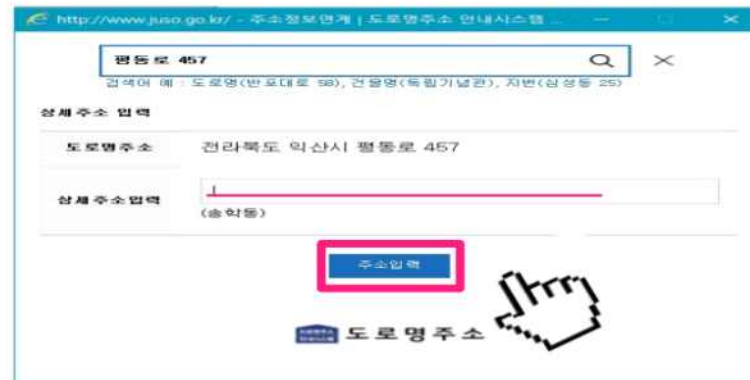 http://www.juso.go.kr/ - 주소정보연계 | 도로명주소 안내시스템 ...
평동로 457
검색어 예 : 도로명(반포대로 58), 건물명(독립기념관), 지번(삼성동 25)
상세주소 입력
도로명주소 전라북도 익산시 평동로 457
상세주소입력
(송학동)
주소입력
도로명주소